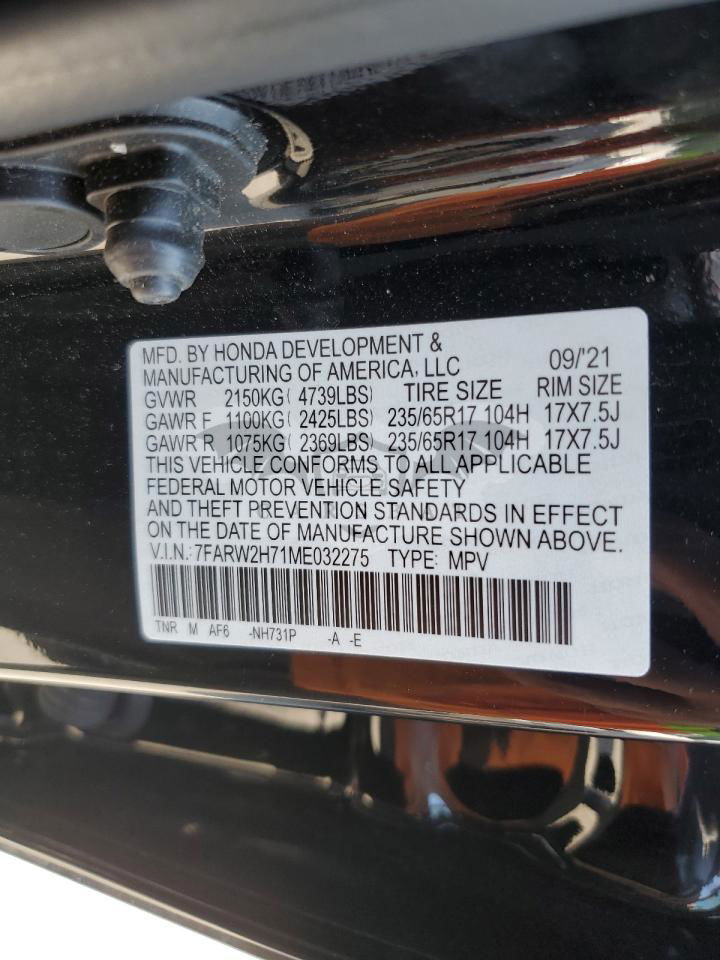 MFD. BY HONDA DEVELOPMENT &
MANUFACTURING OF AMERICA, LLC 09/'21
GVWR 2150KG( 4739LBS) TIRE SIZE RIM SIZE
GAWR F 1100KG( 2425LBS) 235/65R17 104H 17X7.5J
GAWR R 1075KG( 2369LBS) 235/65R17 104H 17X7.5J
THIS VEHICLE CONFORMS TO ALL APPLICABLE
FEDERAL MOTOR VEHICLE SAFETY
AND THEFT PREVENTION STANDARDS IN EFFECT
ON THE DATE OF MANUFACTURE SHOWN ABOVE.
V.I.N.: 7FARW2H71ME032275 TYPE: MPV
TNR M AF6 -NH731P -A -E